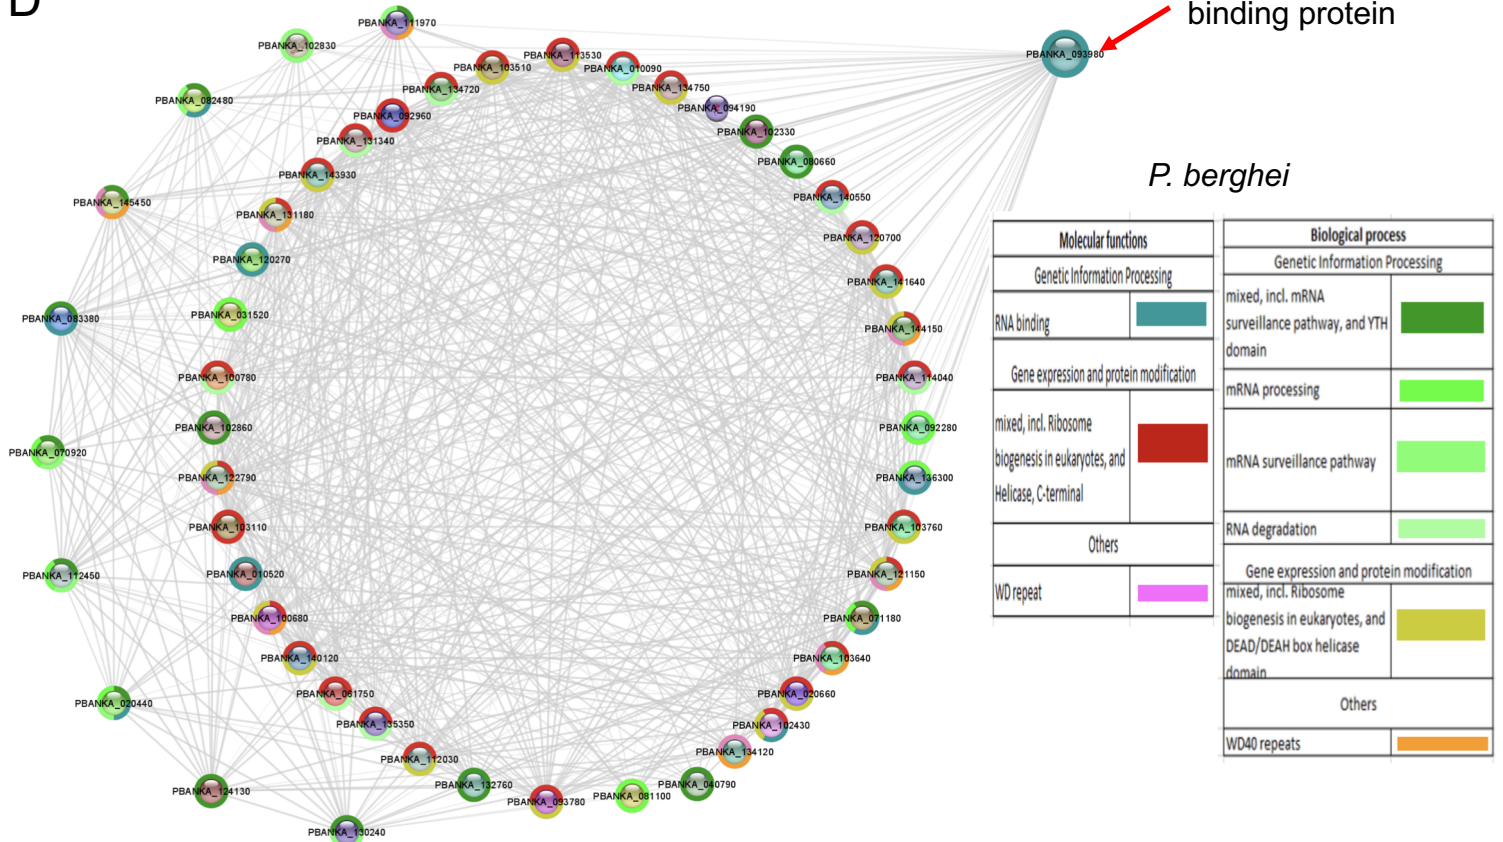 D
binding protein
PBANKA_111970
PBANKA_102830
PBANKA_113530
PBANKA_093980
PBANKA_103510
PBANKA_010090
PBANKA_134720
PBANKA_134750
PBANKA_082480
PBANKA_094190
PBANKA_092960
PBANKA_102330
PBANKA_131340
PBANKA_080660
PBANKA_143930
P. berghei
PBANKA_140550
PBANKA_145450
PBANKA_131180
PBANKA_120700
PBANKA_120270
PBANKA_141640
PBANKA_031520
PBANKA_083380
PBANKA_144150
PBANKA_100780
PBANKA_114040
PBANKA_102860
PBANKA_092280
PBANKA_070920
PBANKA_122790
PBANKA_136300
PBANKA_103110
PBANKA_103760
PBANKA_112450
PBANKA_010520
PBANKA_121150
PBANKA_100680
PBANKA_071180
PBANKA_140120
PBANKA_103640
PBANKA_061750
PBANKA_020660
PBANKA_020440
PBANKA_135350
PBANKA_102430
PBANKA_112030
PBANKA_134120
PBANKA_124130
PBANKA_132760
PBANKA_040790
PBANKA_093780
PBANKA_081100
PBANKA_130240
Molecular functions
Genetic Information Processing
RNA binding
Gene expression and protein modification
mixed, incl. Ribosome
biogenesis in eukaryotes, and
Helicase, C-terminal
Others
WD repeat
Biological process
Genetic Information Processing
mixed, incl. mRNA
surveillance pathway, and YTH
domain
mRNA processing
mRNA surveillance pathway
RNA degradation
Gene expression and protein modification
mixed, incl. Ribosome
biogenesis in eukaryotes, and
DEAD/DEAH box helicase
domain
Others
WD40 repeats